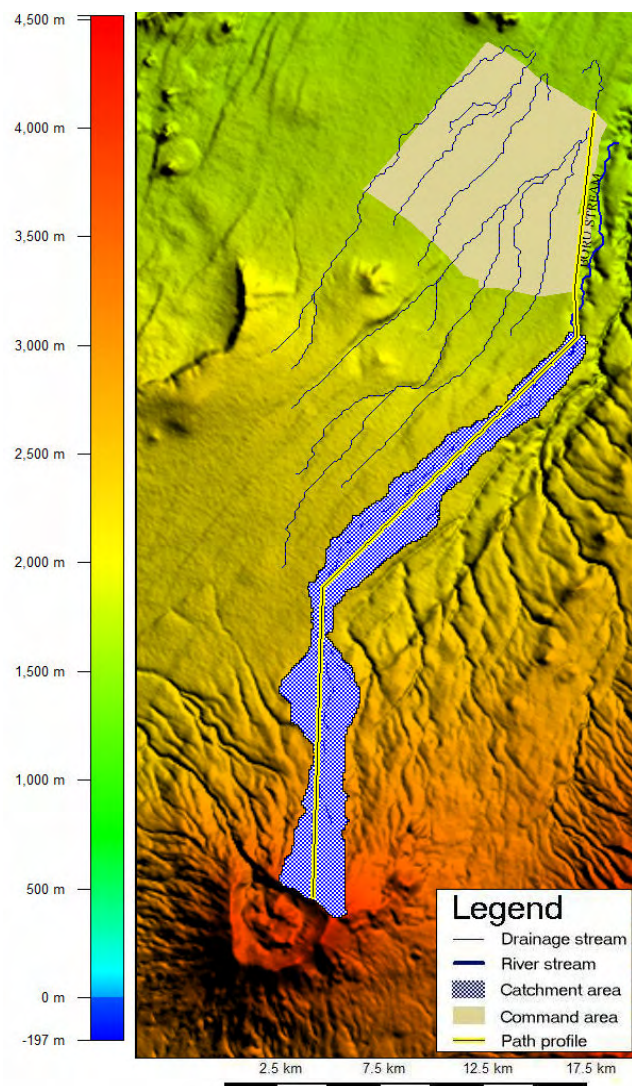 4,500 m
4,000 m
3,500 m
3,000 m
2,500 m
2,000 m
1,500 m
1,000 m
500 m
0 m
-197 m
BORU STREAM
Legend
Drainage stream
River stream
Catchment area
Command area
Path profile
2.5 km 7.5 km 12.5 km 17.5 km